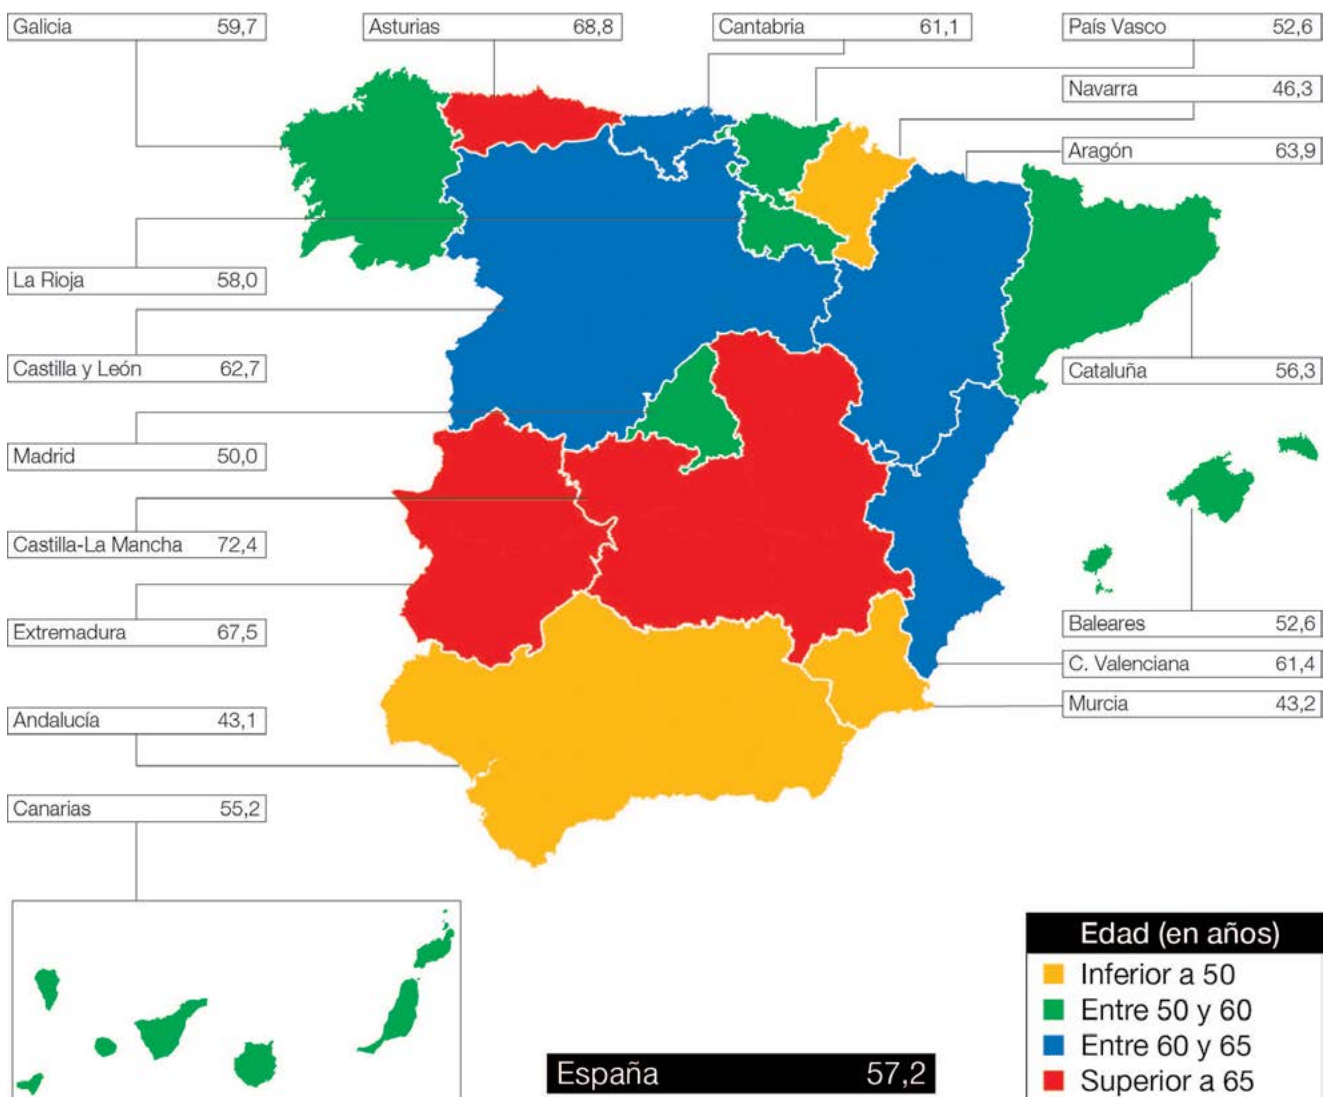 Galicia 59,7
Asturias 68,8
Cantabria 61,1
País Vasco 52,6
Navarra 46,3
Aragón 63,9
La Rioja 58,0
Castilla y León 62,7
Cataluña 56,3
Madrid 50,0
Castilla-La Mancha 72,4
Extremadura 67,5
Baleares 52,6
C. Valenciana 61,4
Murcia 43,2
Andalucía 43,1
Canarias 55,2
Edad (en años)
Inferior a 50
Entre 50 y 60
Entre 60 y 65
Superior a 65
España 57,2